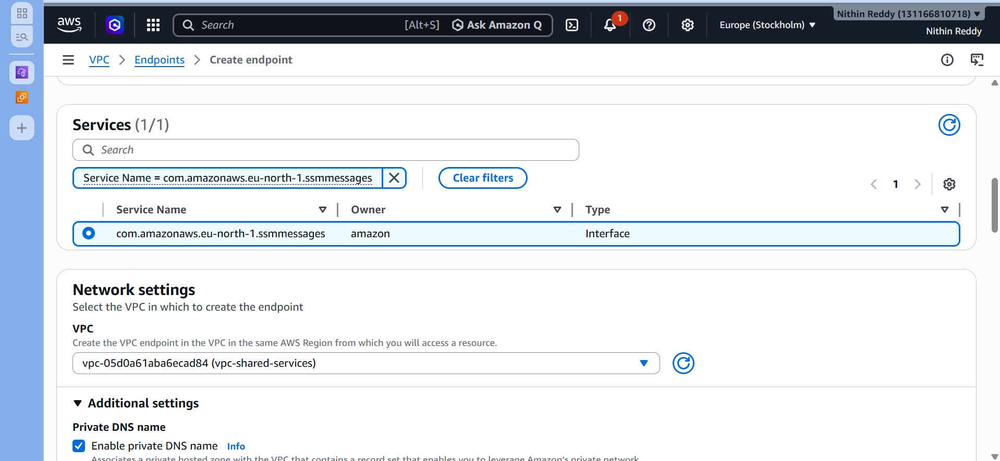 Nithin Reddy (131166810718)
aws
Search [Alt+S] Ask Amazon Q
1
Europe (Stockholm)
Nithin Reddy
VPC Endpoints Create endpoint
Services (1/1)
Search
Service Name = com.amazonaws.eu-north-1.ssmmessages
Clear filters
1
Service Name Owner Type
com.amazonaws.eu-north-1.ssmmessages amazon Interface
Network settings
Select the VPC in which to create the endpoint
VPC
Create the VPC endpoint in the VPC in the same AWS Region from which you will access a resource.
vpc-05d0a61aba6ecad84 (vpc-shared-services)
Additional settings
Private DNS name
Enable private DNS name Info
Associates a private hosted zone with the VPC that contains a record set that enables you to leverage Amazon's private network